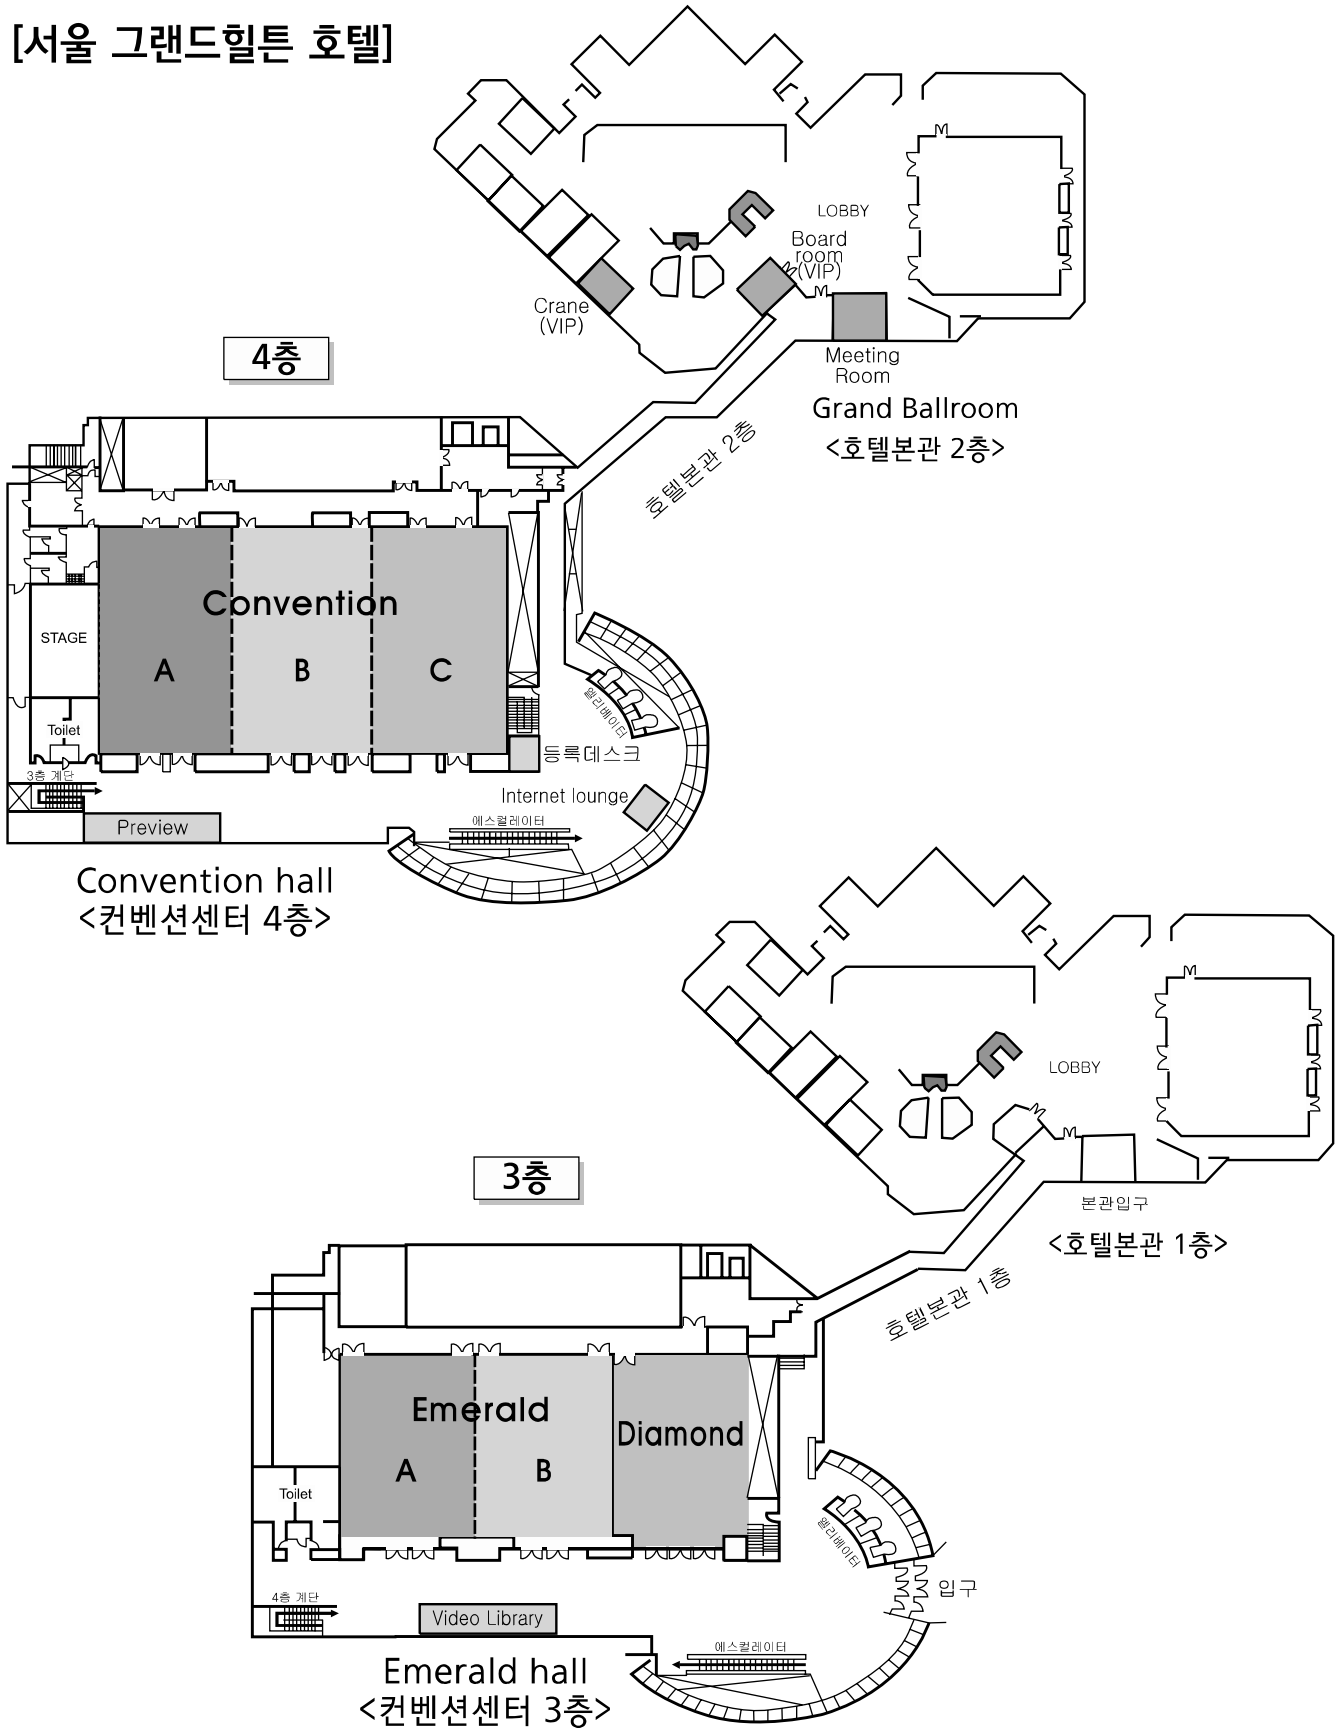 [서울 그랜드힐튼 호텔]
LOBBY
Board
room
(VIP)
Crane
(VIP)
Meeting
Room
Grand Ballroom
<호텔본관 2층>
호텔본관 2층
4층
Convention
A
B
C
STAGE
Toilet
3층 계단
엘리베이터
등록데스크
Internet lounge
에스컬레이터
Preview
Convention hall
<컨벤션센터 4층>
LOBBY
본관입구
<호텔본관 1층>
호텔본관 1층
3층
Emerald
Diamond
A
B
Toilet
엘리베이터
입구
4층 계단
Video Library
에스컬레이터
Emerald hall
<컨벤션센터 3층>